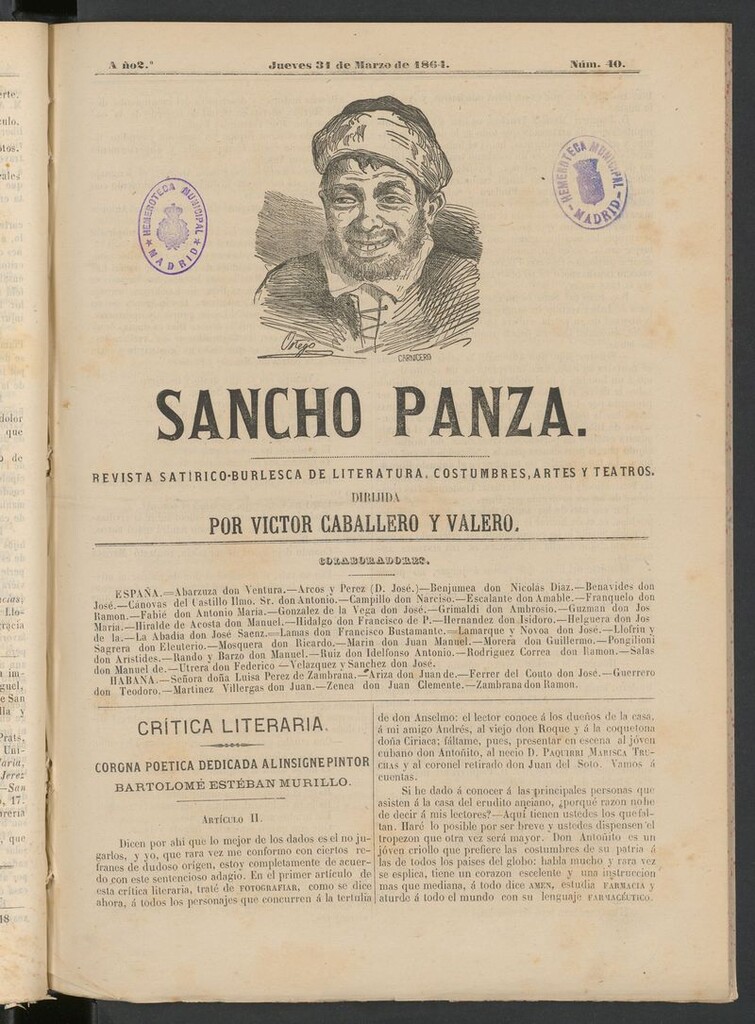 A ño2.°
Jueves 31 de Marzo de 1864.
Núm. 40.
HEMEROTECA MUNICIPAL
MADRID
HEMEROTECA MUNICIPAL
MADRID
Ortego
CARNICERO
SANCHO PANZA.
REVISTA SATIRICO-BURLESCA DE LITERATURA, COSTUMBRES, ARTES Y TEATROS.
DIRIJIDA
POR VICTOR CABALLERO Y VALERO.
COLABORADORES.
ESPAÑA.=Abarzuza don Ventura.—Arcos y Perez (D. José.)—Benjumea don Nicolás Diaz.—Benavides don
José.—Cánovas del Castillo Ilmo. Sr. don Antonio.—Campillo don Narciso.—Escalante don Amable.—Franquelo don
Ramon.—Fabié don Antonio Maria.—Gonzalez de la Vega don José.—Grimaldi don Ambrosio.—Guzman don Jos
Maria.—Hiralde de Acosta don Manuel.—Hidalgo don Francisco de P.—Hernandez don Isidoro.—Helguera don Jos
de la.—La Abadia don José Saenz.=Lamas don Francisco Bustamante.=Lamarque y Novoa don José.—Llofriu y
Sagrera don Eleuterio.—Mosquera don Ricardo.—Marin don Juan Manuel.—Morera don Guillermo.—Pongilioni
don Aristides.—Rando y Barzo don Manuel.—Ruiz don Idelfonso Antonio.—Rodriguez Correa don Ramon.—Salas
don Manuel de.—Utrera don Federico —Velazquez y Sanchez don José.
HABANA.—Señora doña Luisa Perez de Zambrana.—Ariza don Juan de.—Ferrer del Couto don José.—Guerrero
don Teodoro.—Martinez Villergas don Juan.—Zenea don Juan Clemente.—Zambrana don Ramon.
CRÍTICA LITERARIA.
CORONA POETICA DEDICADA AL INSIGNE PINTOR
BARTOLOMÉ ESTÉBAN MURILLO.
ARTÍCULO II.
Dicen por ahi que lo mejor de los dados es el no ju-
garlos, y yo, que rara vez me conformo con ciertos re-
franes de dudoso origen, estoy completamente de acuer-
do con este sentencioso adagio. En el primer artículo de
esta crítica literaria, traté de FOTOGRAFIAR, como se dice
ahora, á todos los personajes que concurren á la tertulia
de don Anselmo: el lector conoce á los dueños de la casa,
á mi amigo Andrés, al viejo don Roque y á la coquetona
doña Ciriaca: fáltame, pues, presentar en escena al jóven
cubano don Antoñito, al necio D. PAQUIRRI MARISCA TRU-
CHAS y al coronel retirado don Juan del Soto. Vamos á
cuentas.
Si he dado á conocer á las principales personas que
asisten á la casa del erudito anciano, ¿porqué razon no he
de decir á mis lectores?—Aquí tienen ustedes los que fal-
tan. Haré lo posible por ser breve y ustedes dispensen el
tropezon que otra vez será mayor. Don Antoñito es un
jóven criollo que prefiere las costumbres de su patria á
las de todos los paises del globo: habla mucho y rara vez
se esplica, tiene un corazon escelente y una instruccion
mas que mediana, á todo dice AMEN, estudia FARMACIA y
aturde á todo el mundo con su lenguaje FARMACÉUTICO.